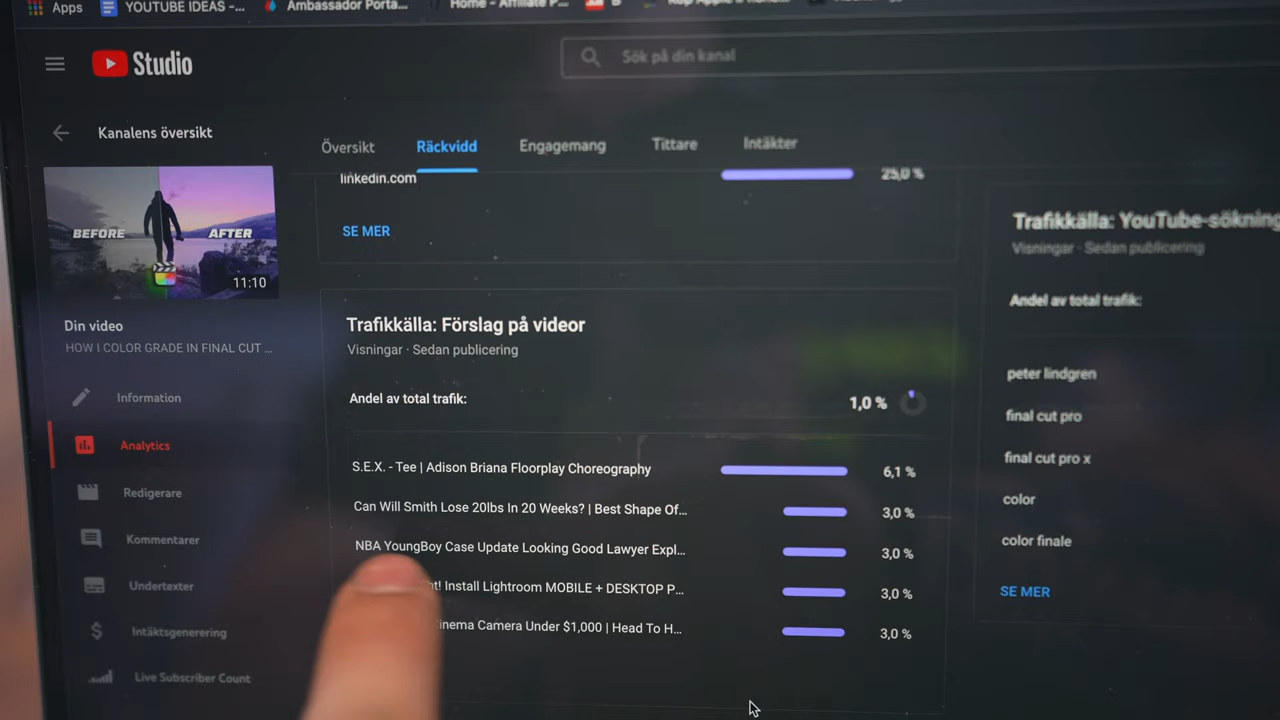 Apps
YOUTUBE IDEAS -...
Ambassador Porta...
Home - Affiliate P...
Studio
Sök på din kanal
Kanalens översikt
Översikt
Räckvidd
Engagemang
Tittare
Intäkter
BEFORE
AFTER
11:10
Din video
HOW I COLOR GRADE IN FINAL CUT ...
Information
Analytics
Redigerare
Kommentarer
Undertexter
Intäktsgenerering
Live Subscriber Count
linkedin.com
25,0 %
SE MER
Trafikkälla: Förslag på videor
Visningar · Sedan publicering
Andel av total trafik:
1,0 %
S.E.X. - Tee | Adison Briana Floorplay Choreography
6,1 %
Can Will Smith Lose 20lbs In 20 Weeks? | Best Shape Of...
3,0 %
NBA YoungBoy Case Update Looking Good Lawyer Expl...
3,0 %
Install Lightroom MOBILE + DESKTOP P...
3,0 %
Camera Under $1,000 | Head To H...
3,0 %
Trafikkälla: YouTube-sökning
Visningar · Sedan publicering
Andel av total trafik:
peter lindgren
final cut pro
final cut pro x
color
color finale
SE MER